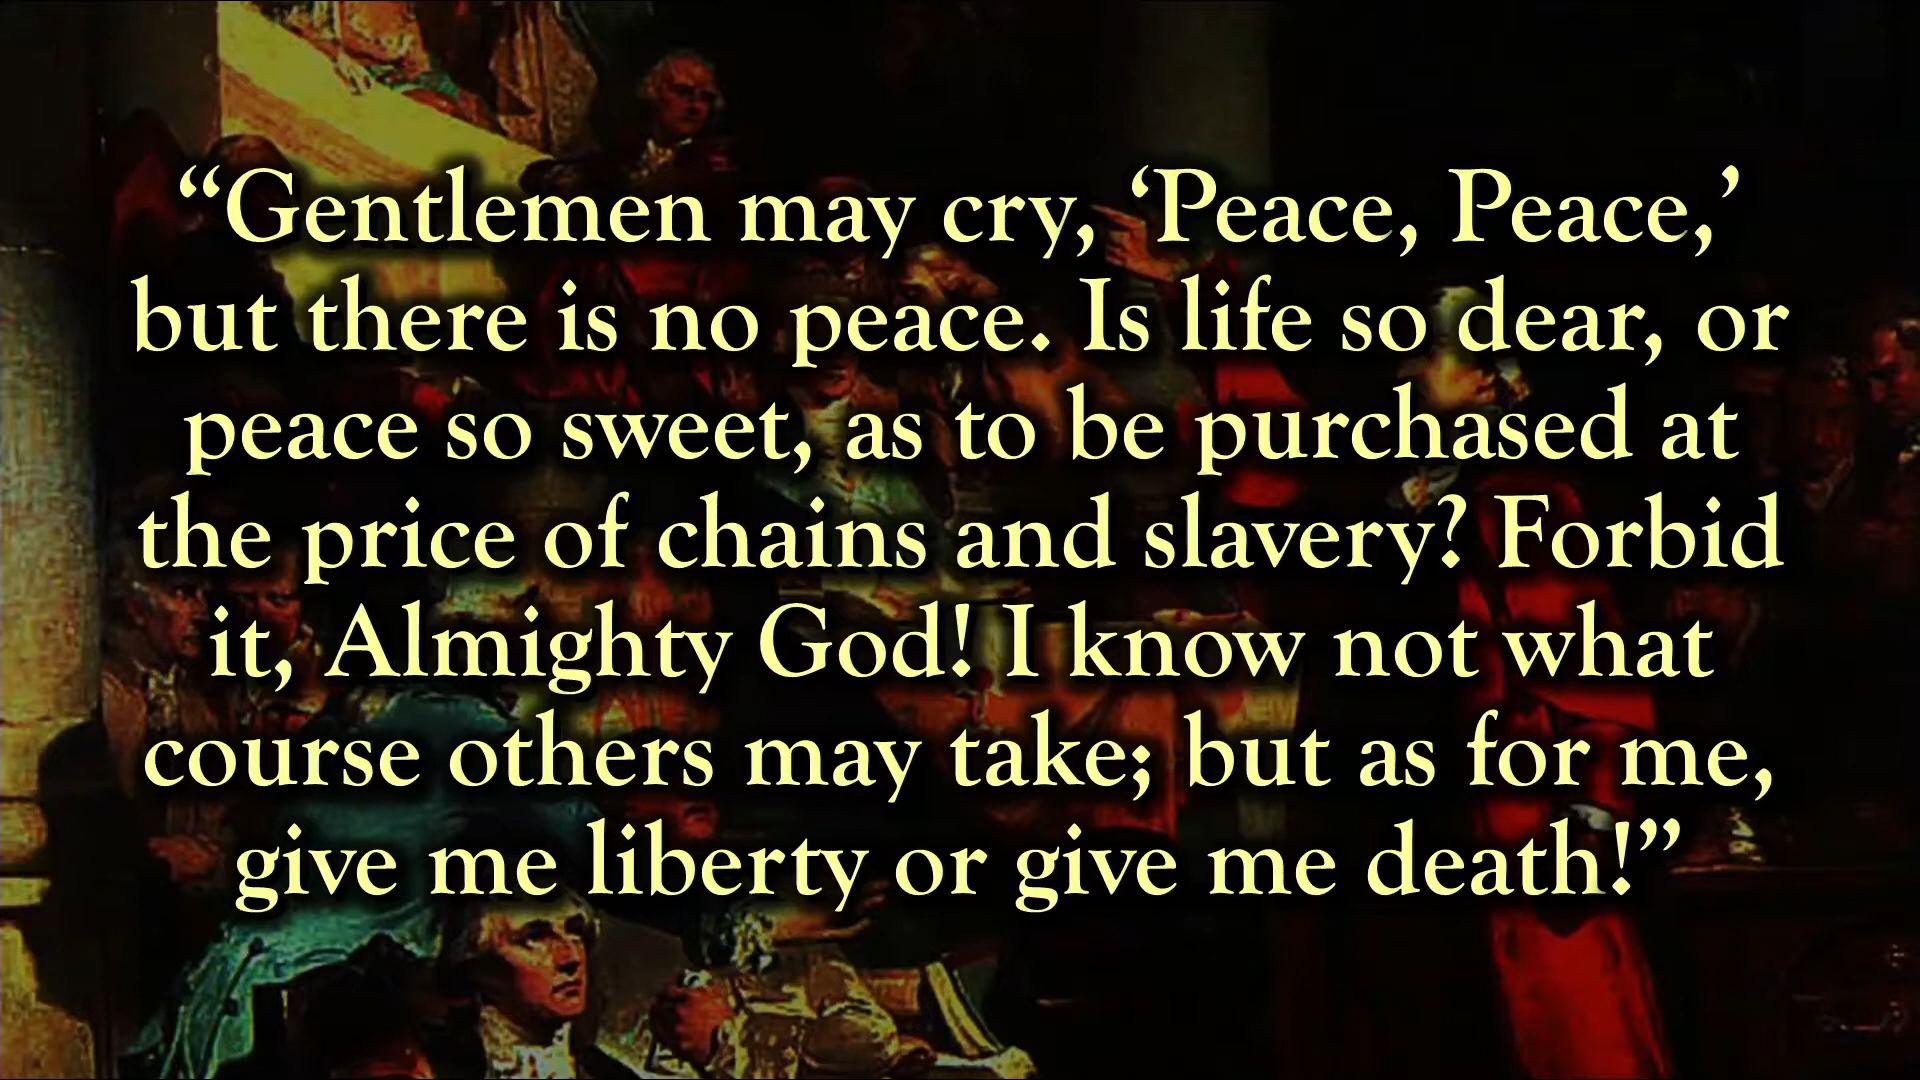 “Gentlemen may cry, ‘Peace, Peace,’
but there is no peace. Is life so dear, or
peace so sweet, as to be purchased at
the price of chains and slavery? Forbid
it, Almighty God! I know not what
course others may take; but as for me,
give me liberty or give me death!”